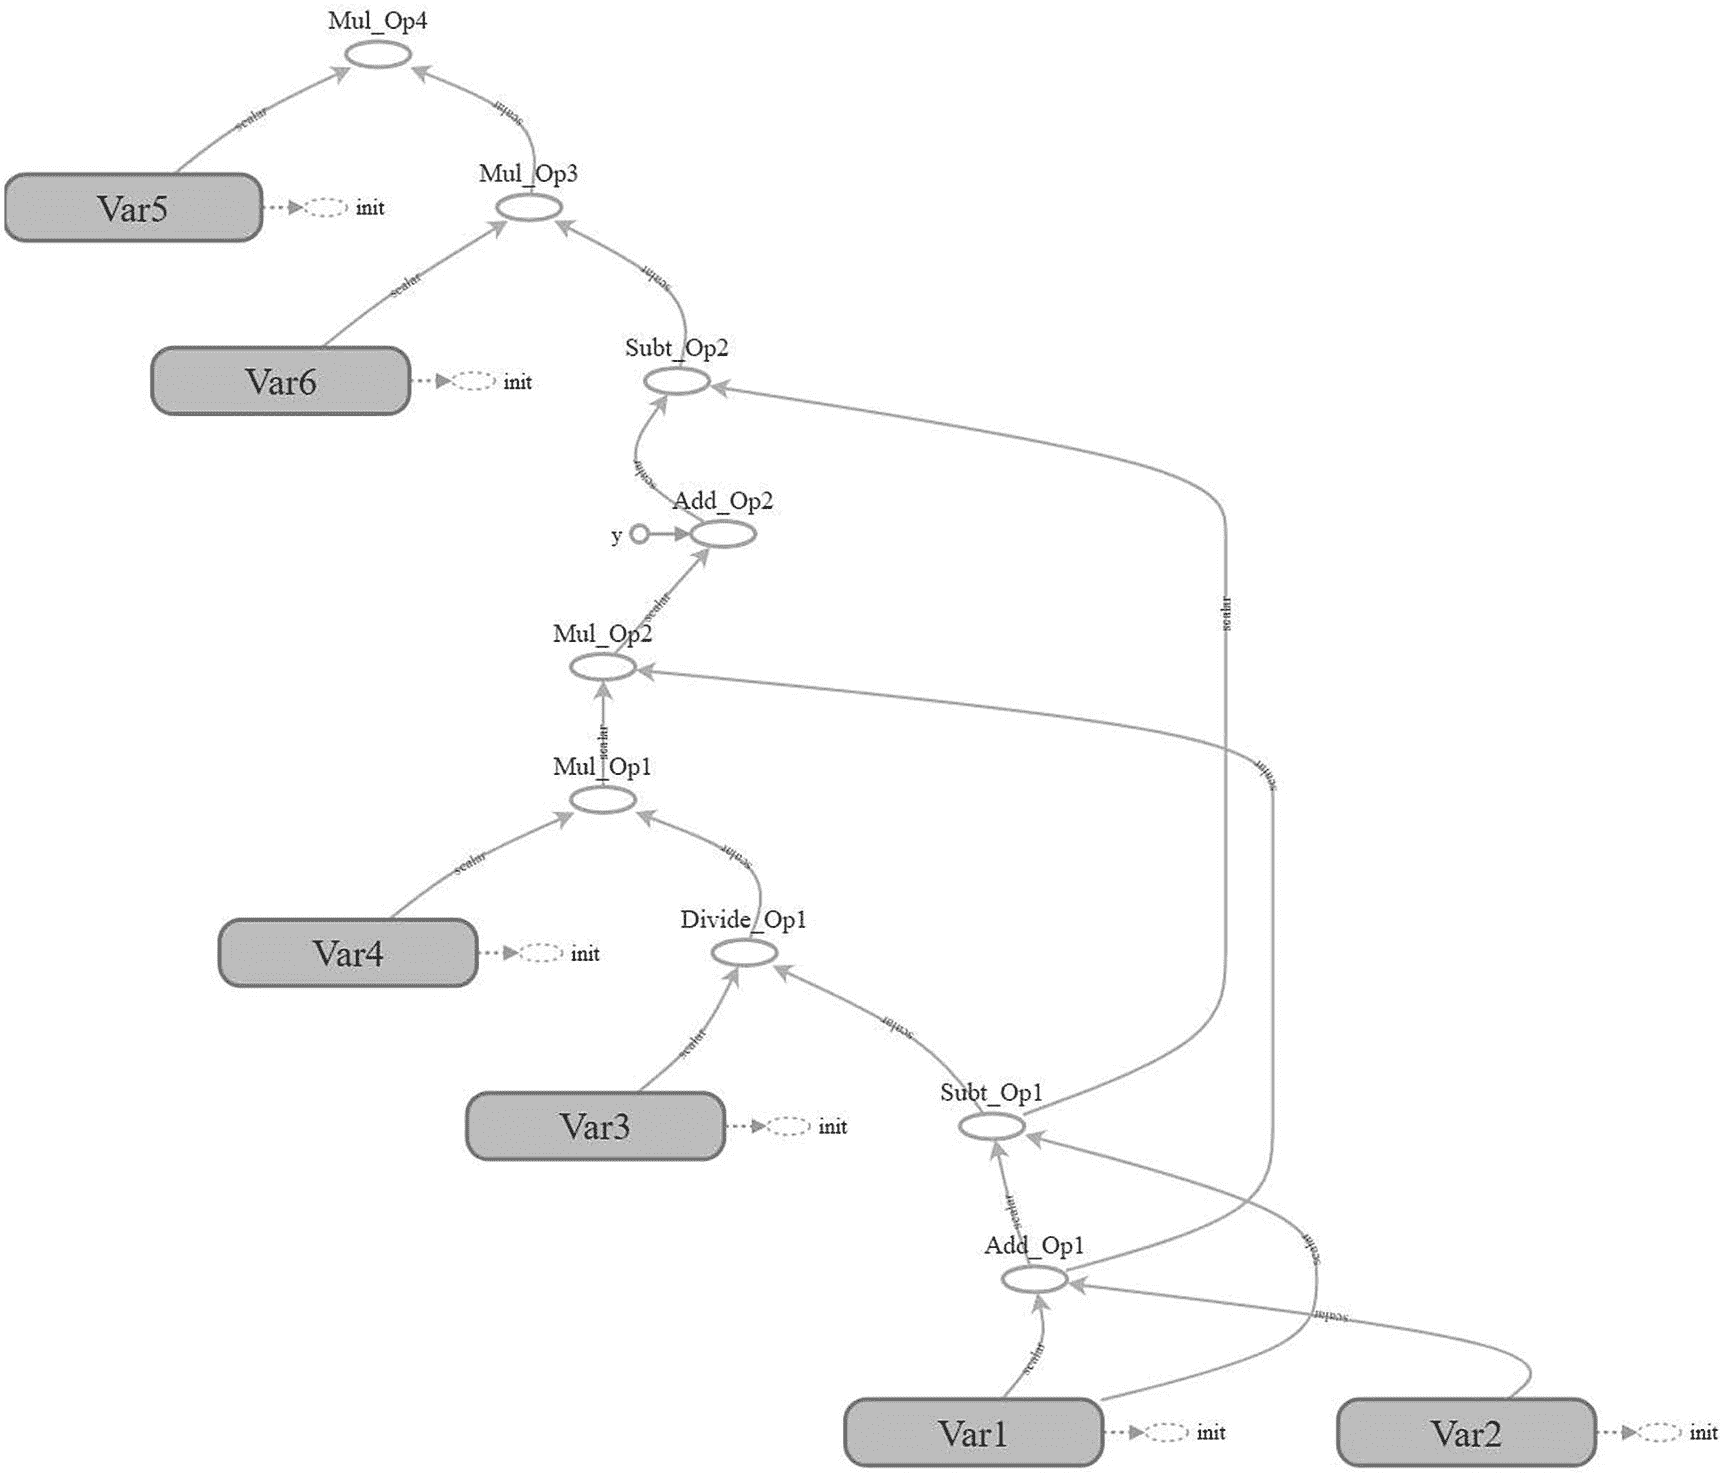 Mul_Op4
scalar
scalar
Mul_Op3
Var5
init
scalar
scalar
Subt_Op2
Var6
init
scalar
Add_Op2
y
scalar
scalar
Mul_Op2
scalar
scalar
Mul_Op1
scalar
scalar
Divide_Op1
Var4
init
scalar
scalar
Subt_Op1
Var3
init
scalar
Add_Op1
scalar
scalar
scalar
Var1
init
Var2
init